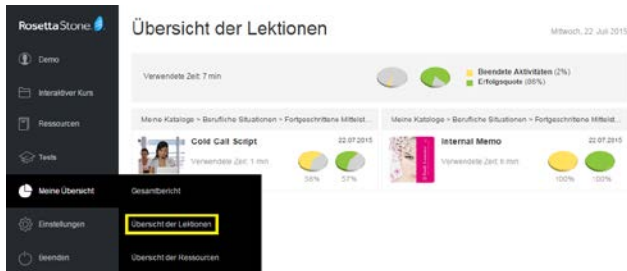 RosettaStone.
Übersicht der Lektionen
Mittwoch, 22. Juli 2015
Demo
Interaktiver Kurs
Ressourcen
Tests
Meine Übersicht
Einstellungen
Beenden
Gesamtbericht
Übersicht der Lektionen
Übersicht der Ressourcen
Verwendete Zeit: 7 min
Beendete Aktivitäten (2%)
Erfolgsquote (86%)
Meine Kataloge > Berufliche Situationen > Fortgeschrittene Mittelst...
Cold Call Script
22.07.2015
Verwendete Zeit: 1 min
57%
Meine Kataloge > Berufliche Situationen > Fortgeschrittene Mittelst...
Internal Memo
22.07.2015
Verwendete Zeit: 6 min
100%
100%